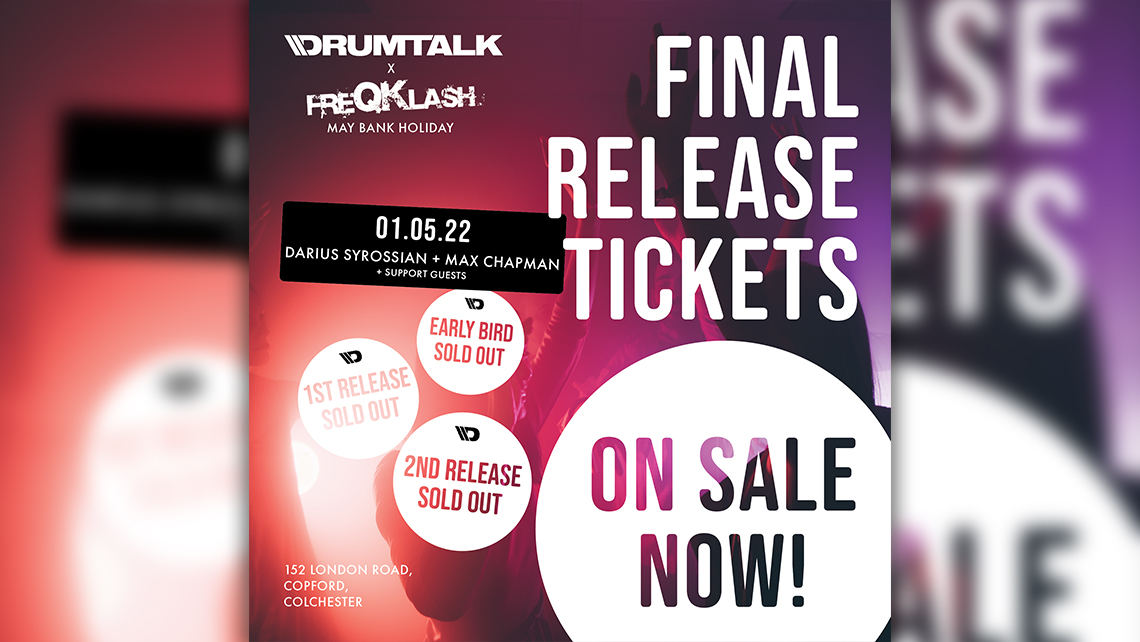 DRUMTALK
X
FREQKLASH
MAY BANK HOLIDAY
FINAL
RELEASE
TICKETS
01.05.22
DARIUS SYROSSIAN + MAX CHAPMAN
+ SUPPORT GUESTS
EARLY BIRD
SOLD OUT
1ST RELEASE
SOLD OUT
2ND RELEASE
SOLD OUT
ON SALE
NOW!
152 LONDON ROAD,
COPFORD,
COLCHESTER